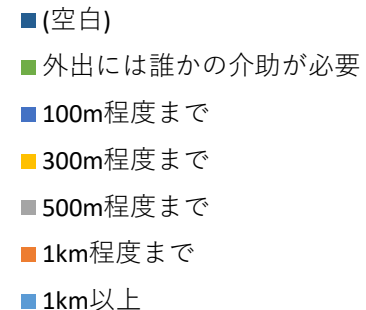 (空白)
外出には誰かの介助が必要
100m程度まで
300m程度まで
500m程度まで
1km程度まで
1km以上